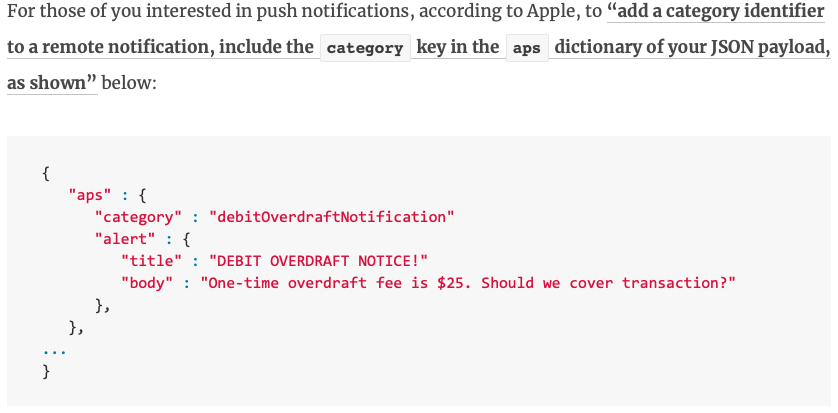 For those of you interested in push notifications, according to Apple, to “add a category identifier
to a remote notification, include the category key in the aps dictionary of your JSON payload,
as shown” below:
{
"aps" : {
"category" : "debitOverdraftNotification"
"alert" : {
"title" : "DEBIT OVERDRAFT NOTICE!"
"body" : "One-time overdraft fee is $25. Should we cover transaction?"
},
},
...
}